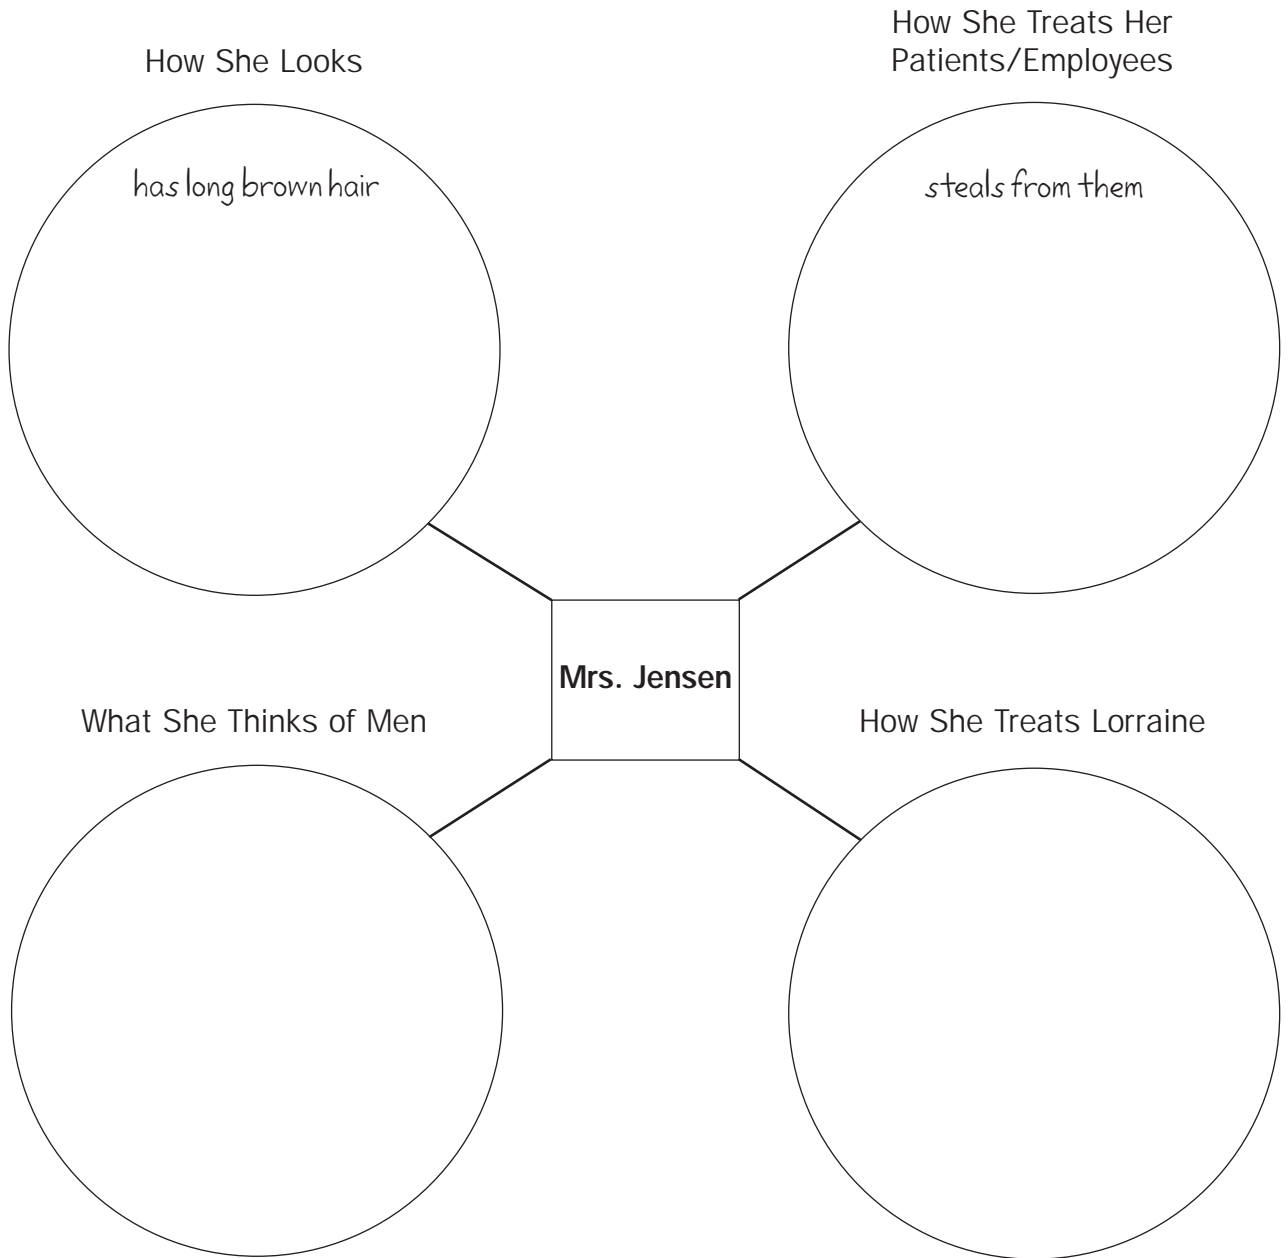 How She Looks
has long brown hair
How She Treats Her
Patients/Employees
steals from them
Mrs. Jensen
What She Thinks of Men
How She Treats Lorraine